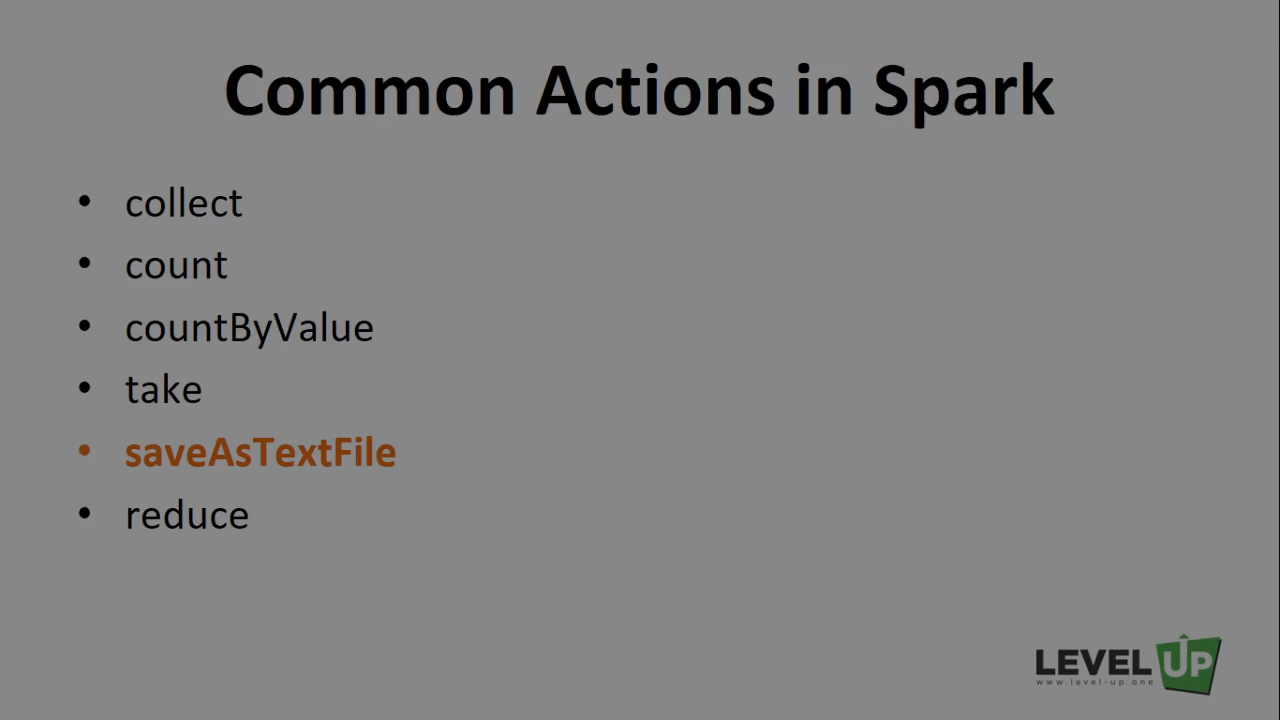 Common Actions in Spark
• collect
• count
• countByValue
• take
• saveAsTextFile
• reduce
LEVEL UP
www.level-up.one